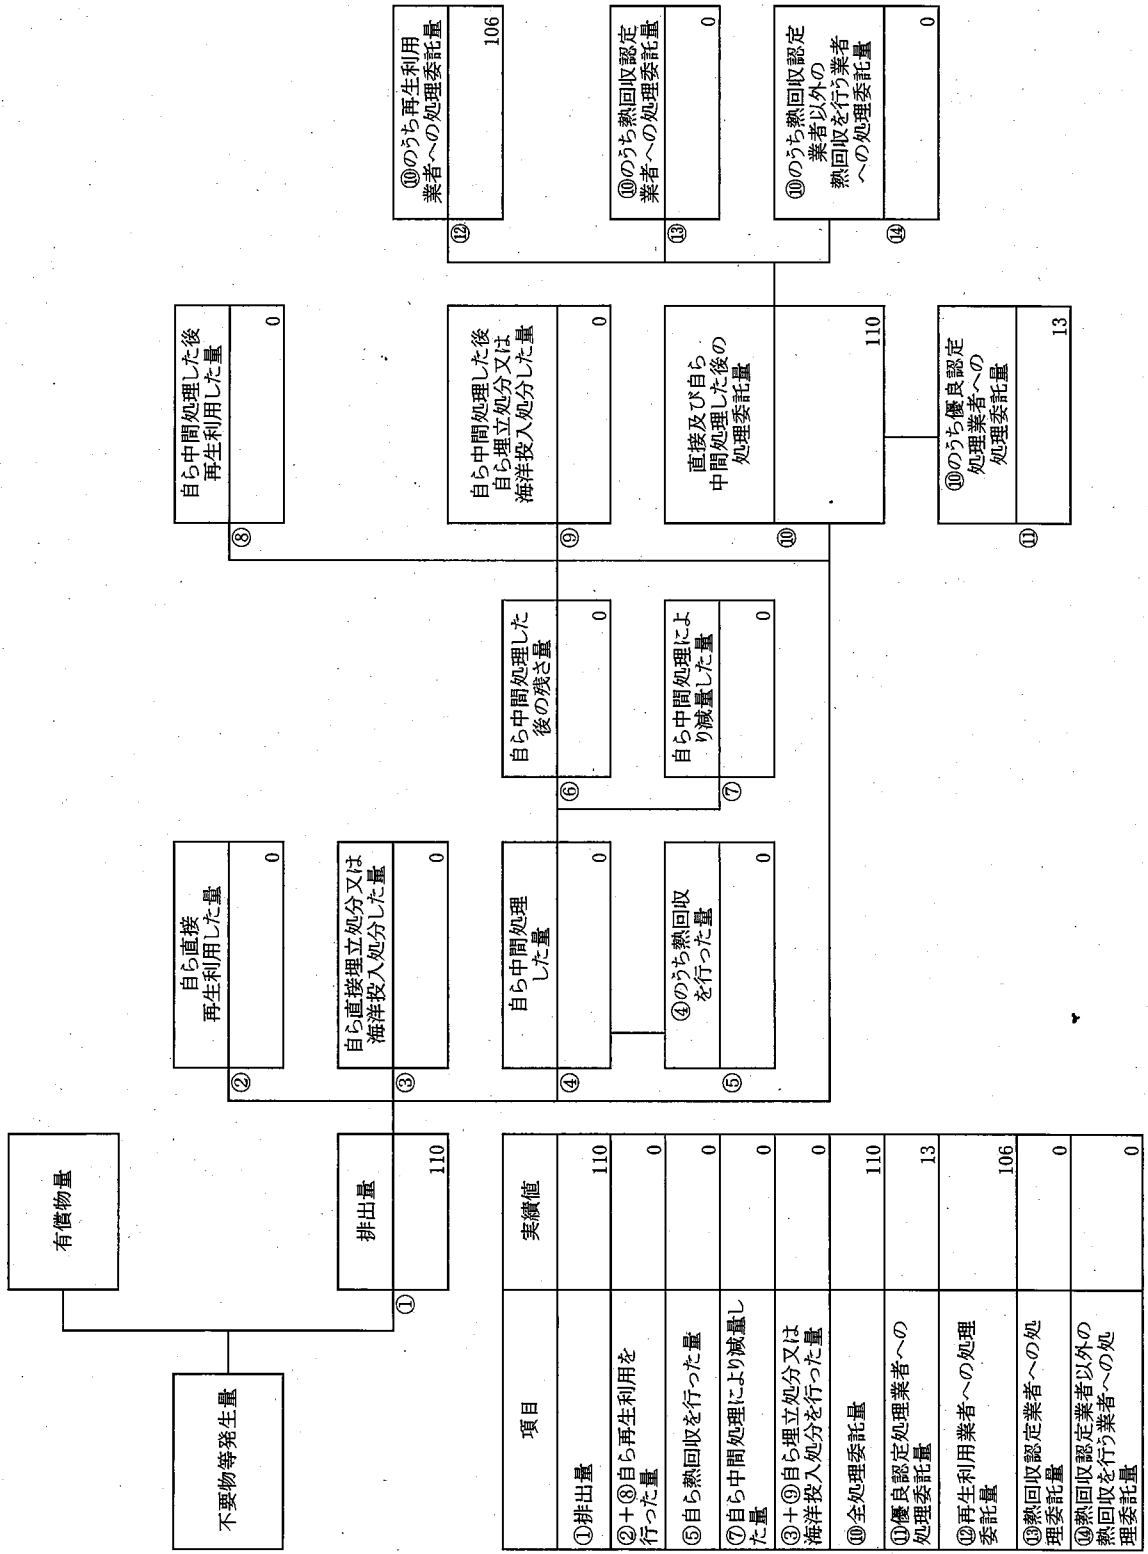 不要物等発生量
有償物量
排出量
①
110
自ら直接
再生利用した量
②
0
自ら直接埋立処分又は
海洋投入処分した量
③
0
自ら中間処理
した量
④
0
④のうち熱回収
を行った量
⑤
0
自ら中間処理した
後の残さ量
⑥
0
自ら中間処理によ
り減量した量
⑦
0
自ら中間処理した後
再生利用した量
⑧
0
自ら中間処理した後
自ら埋立処分又は
海洋投入処分した量
⑨
0
直接及び自ら
中間処理した後の
処理委託量
⑩
110
⑩のうち優良認定
処理業者への
処理委託量
⑪
13
⑩のうち再生利用
業者への処理委託量
⑫
106
⑩のうち熱回収認定
業者への処理委託量
⑬
0
⑩のうち熱回収認定
業者以外の
熱回収を行う業者
への処理委託量
⑭
0
項目 実績値
①排出量 110
②+⑧自ら再生利用を
行った量 0
⑤自ら熱回収を行った量 0
⑦自ら中間処理により減量し
た量 0
③+⑨自ら埋立処分又は
海洋投入処分を行った量 0
⑩全処理委託量 110
⑪優良認定処理業者への
処理委託量 13
⑫再生利用業者への処理
委託量 106
⑬熱回収認定業者への処
理委託量 0
⑭熱回収認定業者以外の
熱回収を行う業者への処
理委託量 0